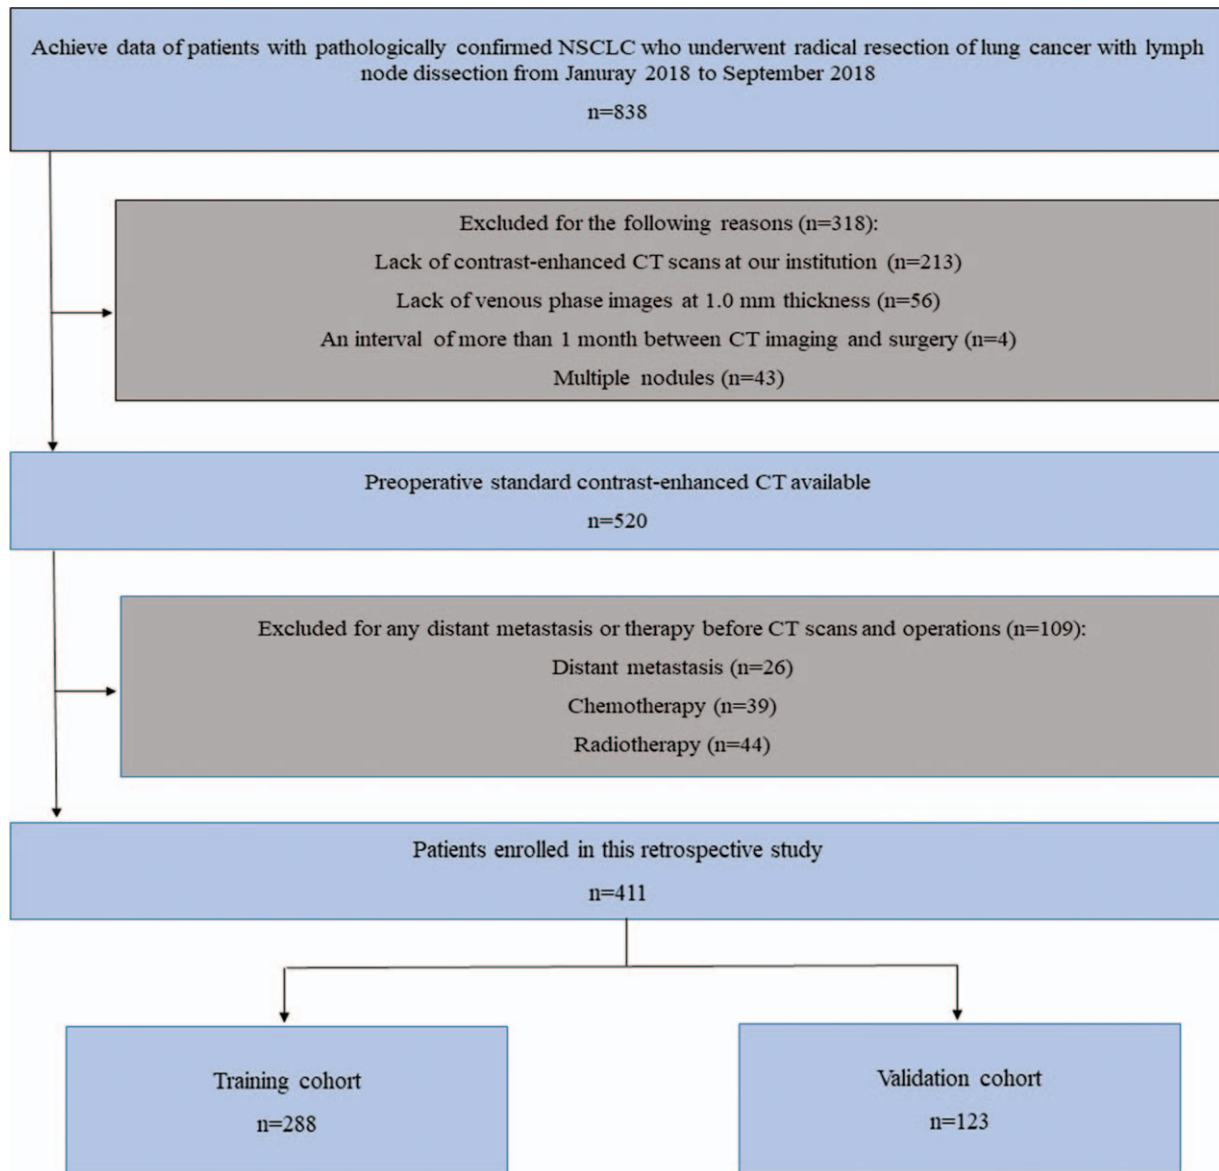 Achieve data of patients with pathologically confirmed NSCLC who underwent radical resection of lung cancer with lymph
node dissection from Januray 2018 to September 2018
n=838
Excluded for the following reasons (n=318):
Lack of contrast-enhanced CT scans at our institution (n=213)
Lack of venous phase images at 1.0 mm thickness (n=56)
An interval of more than 1 month between CT imaging and surgery (n=4)
Multiple nodules (n=43)
Preoperative standard contrast-enhanced CT available
n=520
Excluded for any distant metastasis or therapy before CT scans and operations (n=109):
Distant metastasis (n=26)
Chemotherapy (n=39)
Radiotherapy (n=44)
Patients enrolled in this retrospective study
n=411
Training cohort
n=288
Validation cohort
n=123